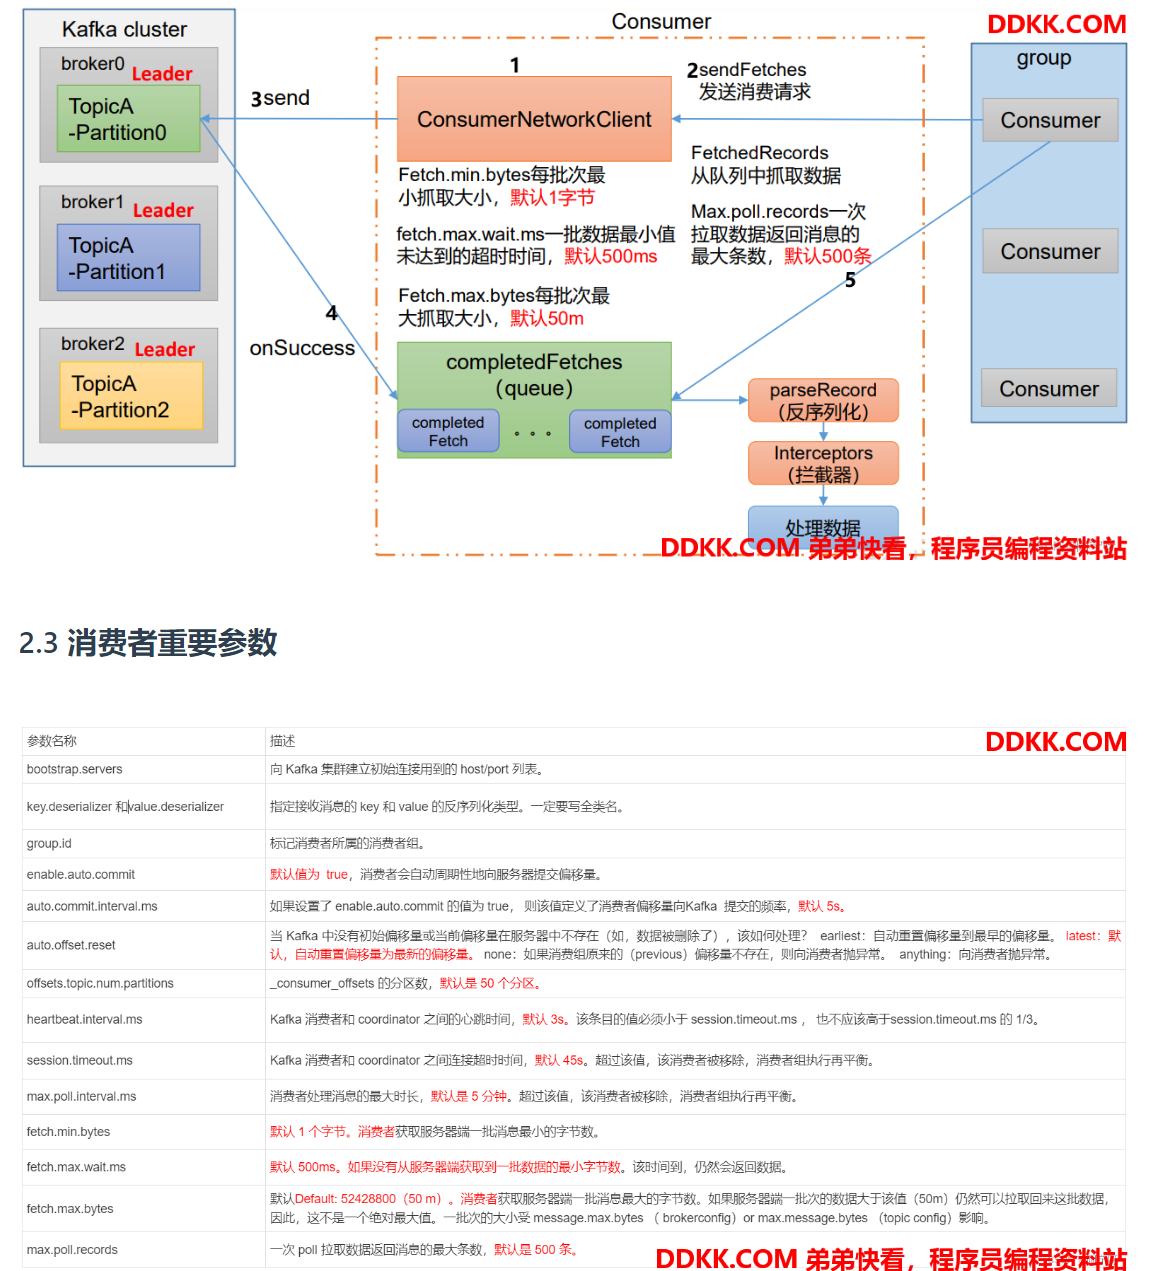 Consumer
DDKK.COM
Kafka cluster
broker0
Leader
TopicA
-Partition0
broker1
Leader
TopicA
-Partition1
broker2
Leader
TopicA
-Partition2
3send
4
onSuccess
1
ConsumerNetworkClient
Fetch.min.bytes每批次最
小抓取大小，默认1字节
fetch.max.wait.ms一批数据最小值
未达到的超时时间，默认500ms
Fetch.max.bytes每批次最
大抓取大小，默认50m
completedFetches
（queue）
completed
Fetch
。。。
completed
Fetch
2sendFetches
发送消费请求
FetchedRecords
从队列中抓取数据
Max.poll.records一次
拉取数据返回消息的
最大条数，默认500条
5
parseRecord
（反序列化）
Interceptors
（拦截器）
处理数据
group
Consumer
Consumer
Consumer
DDKK.COM 弟弟快看，程序员编程资料站
2.3 消费者重要参数
DDKK.COM
参数名称 描述
bootstrap.servers 向 Kafka 集群建立初始连接用到的 host/port 列表。
key.deserializer 和value.deserializer 指定接收消息的 key 和 value 的反序列化类型。一定要写全类名。
group.id 标记消费者所属的消费者组。
enable.auto.commit 默认值为 true，消费者会自动周期性地向服务器提交偏移量。
auto.commit.interval.ms 如果设置了 enable.auto.commit 的值为 true， 则该值定义了消费者偏移量向Kafka 提交的频率，默认 5s。
auto.offset.reset 当 Kafka 中没有初始偏移量或当前偏移量在服务器中不存在（如，数据被删除了），该如何处理？ earliest：自动重置偏移量到最早的偏移量。 latest：默
认，自动重置偏移量为最新的偏移量。 none：如果消费组原来的（previous）偏移量不存在，则向消费者抛异常。 anything：向消费者抛异常。
offsets.topic.num.partitions _consumer_offsets 的分区数，默认是 50 个分区。
heartbeat.interval.ms Kafka 消费者和 coordinator 之间的心跳时间，默认 3s。该条目的值必须小于 session.timeout.ms ， 也不应该高于session.timeout.ms 的 1/3。
session.timeout.ms Kafka 消费者和 coordinator 之间连接超时时间，默认 45s。超过该值，该消费者被移除，消费者组执行再平衡。
max.poll.interval.ms 消费者处理消息的最大时长，默认是 5 分钟。超过该值，该消费者被移除，消费者组执行再平衡。
fetch.min.bytes 默认 1 个字节。消费者获取服务器端一批消息最小的字节数。
fetch.max.wait.ms 默认 500ms。如果没有从服务器端获取到一批数据的最小字节数。该时间到，仍然会返回数据。
fetch.max.bytes 默认Default: 52428800（50 m）。消费者获取服务器端一批消息最大的字节数。如果服务器端一批次的数据大于该值（50m）仍然可以拉取回来这批数据，
因此，这不是一个绝对最大值。一批次的大小受 message.max.bytes （ brokerconfig）or max.message.bytes （topic config）影响。
max.poll.records 一次 poll 拉取数据返回消息的最大条数，默认是 500 条。
DDKK.COM 弟弟快看，程序员编程资料站